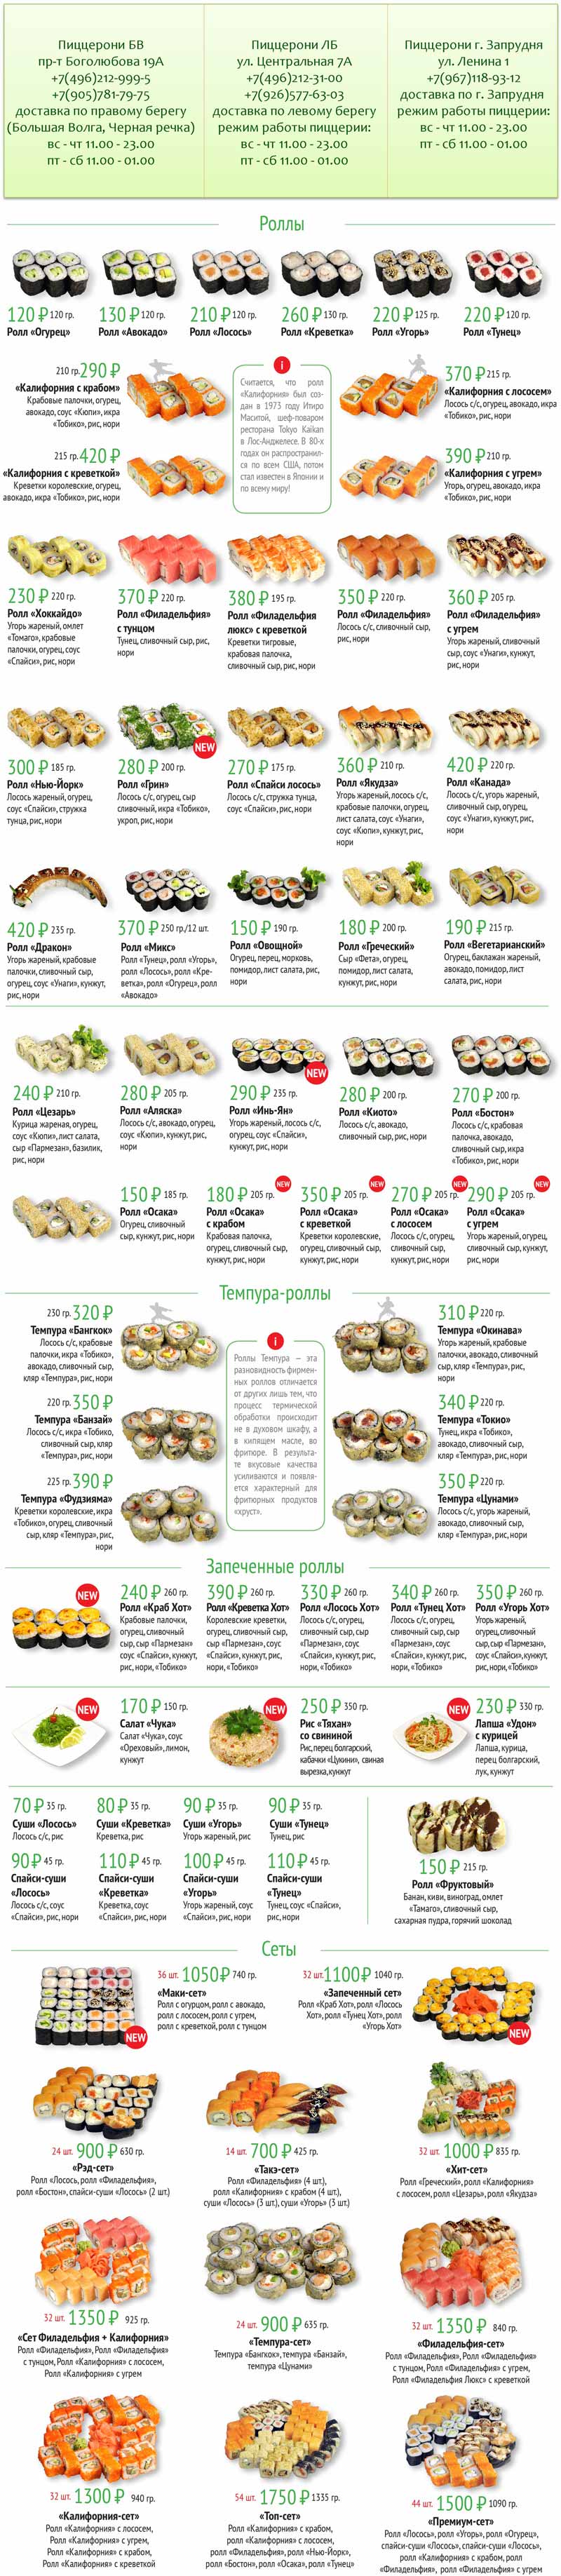 Пиццерони БВ
пр-т Боголюбова 19А
+7(496)212-999-5
+7(905)781-79-75
доставка по правому берегу
(Большая Волга, Черная речка)
вс - чт 11.00 - 23.00
пт - сб 11.00 - 01.00
Пиццерони ЛБ
ул. Центральная 7А
+7(496)212-31-00
+7(926)577-63-03
доставка по левому берегу
режим работы пиццерии:
вс - чт 11.00 - 23.00
пт - сб 11.00 - 01.00
Пиццерони г. Запрудня
ул. Ленина 1
+7(967)118-93-12
доставка по г. Запрудня
режим работы пиццерии:
вс - чт 11.00 - 23.00
пт - сб 11.00 - 01.00
Роллы
120 ₽ 120 гр.
Ролл «Огурец»
130 ₽ 120 гр.
Ролл «Авокадо»
210 ₽ 120 гр.
Ролл «Лосось»
260 ₽ 130 гр.
Ролл «Креветка»
220 ₽ 125 гр.
Ролл «Угорь»
220 ₽ 120 гр.
Ролл «Тунец»
210 гр. 290 ₽
«Калифорния с крабом»
Крабовые палочки, огурец,
авокадо, соус «Кюпи», икра
«Тобико», рис, нори
215 гр. 420 ₽
«Калифорния с креветкой»
Креветки королевские, огурец,
авокадо, икра «Тобико», рис, нори
i
Считается, что ролл
«Калифорния» был соз-
дан в 1973 году Итиро
Маситой, шеф-поваром
ресторана Tokyo Kaikan
в Лос-Анджелесе. В 80-х
годах он распространил-
ся по всем США, потом
стал известен в Японии и
по всему миру!
370 ₽ 215 гр.
«Калифорния с лососем»
Лосось с/с, огурец, авокадо, икра
«Тобико», рис, нори
390 ₽ 210 гр.
«Калифорния с угрем»
Угорь, огурец, авокадо, икра
«Тобико», рис, нори
230 ₽ 220 гр.
Ролл «Хоккайдо»
Угорь жареный, омлет
«Томаго», крабовые
палочки, огурец, соус
«Спайси», рис, нори
370 ₽ 220 гр.
Ролл «Филадельфия»
с тунцом
Тунец, сливочный сыр, рис,
нори
380 ₽ 195 гр.
Ролл «Филадельфия
люкс» с креветкой
Креветки тигровые,
крабовая палочка,
сливочный сыр, рис, нори
350 ₽ 220 гр.
Ролл «Филадельфия»
Лосось с/с, сливочный сыр,
рис, нори
360 ₽ 205 гр.
Ролл «Филадельфия»
с угрем
Угорь жареный, сливочный
сыр, соус «Унаги», кунжут,
рис, нори
300 ₽ 185 гр.
Ролл «Нью-Йорк»
Лосось жареный, огурец,
соус «Спайси», стружка
тунца, рис, нори
NEW
280 ₽ 200 гр.
Ролл «Грин»
Лосось с/с, огурец, сыр
сливочный, икра «Тобико»,
укроп, рис, нори
270 ₽ 175 гр.
Ролл «Спайси лосось»
Лосось с/с, стружка тунца,
соус «Спайси», рис, нори
360 ₽ 210 гр.
Ролл «Якудза»
Угорь жареный, лосось с/с,
крабовые палочки, огурец,
лист салата, соус «Унаги»,
соус «Кюпи», кунжут, рис,
нори
420 ₽ 220 гр.
Ролл «Канада»
Лосось с/с, угорь жареный,
сливочный сыр, огурец,
соус «Унаги», кунжут, рис,
нори
420 ₽ 235 гр.
Ролл «Дракон»
Угорь жареный, крабовые
палочки, сливочный сыр,
огурец, соус «Унаги», кунжут,
рис, нори
370 ₽ 250 гр./12 шт.
Ролл «Микс»
Ролл «Тунец», ролл «Угорь»,
ролл «Лосось», ролл «Кре-
ветка», ролл «Огурец», ролл
«Авокадо»
150 ₽ 190 гр.
Ролл «Овощной»
Огурец, перец, морковь,
помидор, лист салата, рис,
нори
180 ₽ 200 гр.
Ролл «Греческий»
Сыр «Фета», огурец,
помидор, лист салата,
кунжут, рис, нори
190 ₽ 215 гр.
Ролл «Вегетарианский»
Огурец, баклажан жареный,
авокадо, помидор, лист
салата, рис, нори
240 ₽ 210 гр.
Ролл «Цезарь»
Курица жареная, огурец,
соус «Кюпи», лист салата,
сыр «Пармезан», базилик,
рис, нори
280 ₽ 205 гр.
Ролл «Аляска»
Лосось с/с, авокадо, огурец,
соус «Кюпи», кунжут, рис,
нори
NEW
290 ₽ 235 гр.
Ролл «Инь-Ян»
Угорь жареный, лосось с/с,
огурец, соус «Спайси»,
кунжут, рис, нори
280 ₽ 200 гр.
Ролл «Киото»
Лосось с/с, авокадо,
сливочный сыр, рис, нори
270 ₽ 200 гр.
Ролл «Бостон»
Лосось с/с, крабовая
палочка, авокадо,
сливочный сыр, икра
«Тобико», рис, нори
150 ₽ 185 гр.
Ролл «Осака»
Огурец, сливочный
сыр, кунжут, рис, нори
NEW
180 ₽ 205 гр.
Ролл «Осака»
с крабом
Крабовая палочка,
огурец, сливочный сыр,
кунжут, рис, нори
NEW
350 ₽ 205 гр.
Ролл «Осака»
с креветкой
Креветки королевские,
огурец, сливочный сыр,
кунжут, рис, нори
NEW
270 ₽ 205 гр.
Ролл «Осака»
с лососем
Лосось с/с, огурец,
сливочный сыр,
кунжут, рис, нори
NEW
290 ₽ 205 гр.
Ролл «Осака»
с угрем
Угорь жареный, огурец,
сливочный сыр, кунжут,
рис, нори
Темпура-роллы
230 гр. 320 ₽
Темпура «Бангкок»
Лосось с/с, крабовые
палочки, икра «Тобико»,
авокадо, сливочный сыр,
кляр «Темпура», рис, нори
220 гр. 350 ₽
Темпура «Банзай»
Лосось с/с, икра «Тобико,
сливочный сыр, кляр
«Темпура», рис, нори
225 гр. 390 ₽
Темпура «Фудзияма»
Креветки королевские, икра
«Тобико», огурец, сливочный
сыр, кляр «Темпура», рис,
нори
i
Роллы Темпура — эта
разновидность фирмен-
ных роллов отличается
от других лишь тем, что
процесс термической
обработки происходит
не в духовом шкафу, а
в кипящем масле, во
фритюре. В результа-
те вкусовые качества
усиливаются и появля-
ется характерный для
фритюрных продуктов
«хруст».
310 ₽ 220 гр.
Темпура «Окинава»
Угорь жареный, крабовые
палочки, авокадо, сливочный
сыр, кляр «Темпура», рис,
нори
340 ₽ 220 гр.
Темпура «Токио»
Тунец, икра «Тобико»,
авокадо, сливочный сыр,
кляр «Темпура», рис, нори
350 ₽ 220 гр.
Темпура «Цунами»
Лосось с/с, угорь жареный,
авокадо, сливочный сыр,
кляр «Темпура», рис, нори
Запеченные роллы
NEW
240 ₽ 260 гр.
Ролл «Краб Хот»
Крабовые палочки,
огурец, сливочный
сыр, сыр «Пармезан»
соус «Спайси», кунжут,
рис, нори, «Тобико»
390 ₽ 260 гр.
Ролл «Креветка Хот»
Королевские креветки,
огурец, сливочный сыр,
сыр «Пармезан», соус
«Спайси», кунжут, рис,
нори, «Тобико»
330 ₽ 260 гр.
Ролл «Лосось Хот»
Лосось с/с, огурец,
сливочный сыр, сыр
«Пармезан», соус
«Спайси», кунжут, рис,
нори, «Тобико»
340 ₽ 260 гр.
Ролл «Тунец Хот»
Лосось с/с, огурец,
сливочный сыр, сыр
«Пармезан», соус
«Спайси», кунжут, рис,
нори, «Тобико»
350 ₽ 260 гр.
Ролл «Угорь Хот»
Угорь жареный,
огурец, сливочный
сыр, сыр «Пармезан»,
соус «Спайси», кунжут,
рис, нори, «Тобико»
NEW
170 ₽ 150 гр.
Салат «Чука»
Салат «Чука», соус
«Ореховый», лимон,
кунжут
NEW
250 ₽ 350 гр.
Рис «Тяхан»
со свининой
Рис, перец болгарский,
кабачки «Цукини», свиная
вырезка, кунжут
NEW
230 ₽ 330 гр.
Лапша «Удон»
с курицей
Лапша, курица,
перец болгарский,
лук, кунжут
70 ₽ 35 гр.
Суши «Лосось»
Лосось с/с, рис
80 ₽ 35 гр.
Суши «Креветка»
Креветка, рис
90 ₽ 35 гр.
Суши «Угорь»
Угорь жареный, рис
90 ₽ 35 гр.
Суши «Тунец»
Тунец, рис
90 ₽ 45 гр.
Спайси-суши
«Лосось»
Лосось с/с, соус
«Спайси», рис, нори
110 ₽ 45 гр.
Спайси-суши
«Креветка»
Креветка, соус
«Спайси», рис, нори
100 ₽ 45 гр.
Спайси-суши
«Угорь»
Угорь жареный, соус
«Спайси», рис, нори
110 ₽ 45 гр.
Спайси-суши
«Тунец»
Тунец, соус «Спайси»,
рис, нори
150 ₽ 215 гр.
Ролл «Фруктовый»
Банан, киви, виноград, омлет
«Тамаго», сливочный сыр,
сахарная пудра, горячий шоколад
Сеты
NEW
36 шт. 1050 ₽ 740 гр.
«Маки-сет»
Ролл с огурцом, ролл с авокадо,
ролл с лососем, ролл с угрем,
ролл с креветкой, ролл с тунцом
32 шт. 1100 ₽ 1040 гр.
«Запеченный сет»
Ролл «Краб Хот», ролл «Лосось
Хот», ролл «Тунец Хот», ролл
«Угорь Хот»
NEW
24 шт. 900 ₽ 630 гр.
«Рэд-сет»
Ролл «Лосось, ролл «Филадельфия»,
ролл «Бостон», спайси-суши «Лосось» (2 шт.)
14 шт. 700 ₽ 425 гр.
«Такэ-сет»
Ролл «Филадельфия» (4 шт.),
ролл «Калифорния» с крабом (4 шт.),
суши «Лосось» (3 шт.), суши «Угорь» (3 шт.)
32 шт. 1000 ₽ 835 гр.
«Хит-сет»
Ролл «Греческий», ролл «Калифорния»
с лососем, ролл «Цезарь», ролл «Якудза»
32 шт. 1350 ₽ 925 гр.
«Сет Филадельфия + Калифорния»
Ролл «Филадельфия», Ролл «Филадельфия»
с тунцом, Ролл «Калифорния» с лососем,
Ролл «Калифорния» с угрем
24 шт. 900 ₽ 635 гр.
«Темпура-сет»
Темпура «Бангкок», темпура «Банзай»,
темпура «Цунами»
32 шт. 1350 ₽ 840 гр.
«Филадельфия-сет»
Ролл «Филадельфия», Ролл «Филадельфия»
с тунцом, Ролл «Филадельфия» с угрем,
Ролл «Филадельфия Люкс» с креветкой
32 шт. 1300 ₽ 940 гр.
«Калифорния-сет»
Ролл «Калифорния» с лососем,
Ролл «Калифорния» с угрем,
Ролл «Калифорния» с крабом,
Ролл «Калифорния» с креветкой
54 шт. 1750 ₽ 1335 гр.
«Топ-сет»
Ролл «Калифорния» с крабом,
ролл «Калифорния» с лососем,
ролл «Филадельфия», ролл «Нью-Йорк»,
ролл «Бостон», ролл «Осака», ролл «Тунец»
44 шт. 1500 ₽ 1090 гр.
«Премиум-сет»
Ролл «Лосось», ролл «Угорь», ролл «Огурец»,
спайси-суши «Лосось», спайси-суши «Лосось»,
ролл «Калифорния» с крабом, ролл
«Филадельфия», ролл «Филадельфия» с угрем